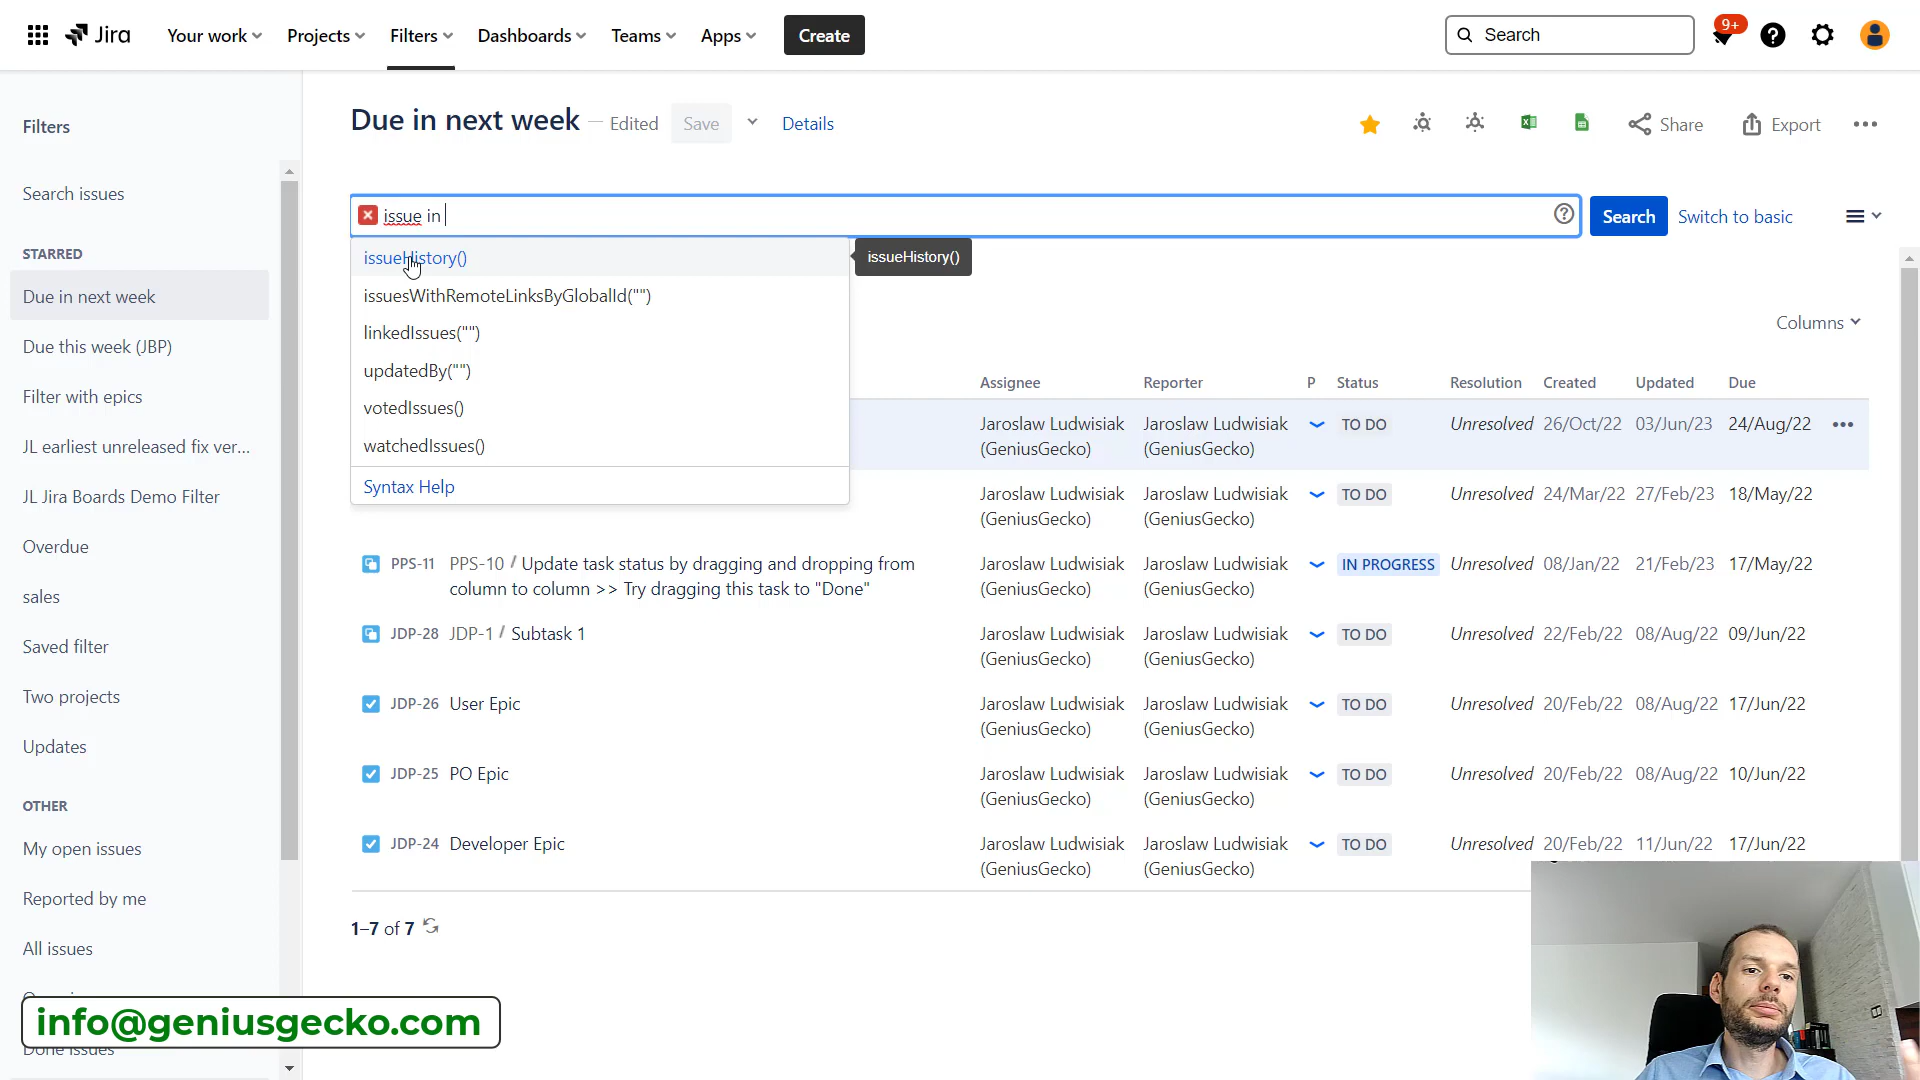 Jira
Your work
Projects
Filters
Dashboards
Teams
Apps
Create
Search
9+
Filters
Search issues
STARRED
Due in next week
Due this week (JBP)
Filter with epics
JL earliest unreleased fix ver...
JL Jira Boards Demo Filter
Overdue
sales
Saved filter
Two projects
Updates
OTHER
My open issues
Reported by me
All issues
Done issues
Due in next week – Edited Save Details
Share
Export
issue in
Search
Switch to basic
issueHistory()
issueHistory()
issuesWithRemoteLinksByGlobalId("")
linkedIssues("")
updatedBy("")
votedIssues()
watchedIssues()
Syntax Help
Columns
Assignee Reporter P Status Resolution Created Updated Due
Jaroslaw Ludwisiak Jaroslaw Ludwisiak TO DO Unresolved 26/Oct/22 03/Jun/23 24/Aug/22
(GeniusGecko) (GeniusGecko)
Jaroslaw Ludwisiak Jaroslaw Ludwisiak TO DO Unresolved 24/Mar/22 27/Feb/23 18/May/22
(GeniusGecko) (GeniusGecko)
PPS-11 PPS-10 / Update task status by dragging and dropping from Jaroslaw Ludwisiak Jaroslaw Ludwisiak IN PROGRESS Unresolved 08/Jan/22 21/Feb/23 17/May/22
column to column >> Try dragging this task to "Done" (GeniusGecko) (GeniusGecko)
JDP-28 JDP-1 / Subtask 1 Jaroslaw Ludwisiak Jaroslaw Ludwisiak TO DO Unresolved 22/Feb/22 08/Aug/22 09/Jun/22
(GeniusGecko) (GeniusGecko)
JDP-26 User Epic Jaroslaw Ludwisiak Jaroslaw Ludwisiak TO DO Unresolved 20/Feb/22 08/Aug/22 17/Jun/22
(GeniusGecko) (GeniusGecko)
JDP-25 PO Epic Jaroslaw Ludwisiak Jaroslaw Ludwisiak TO DO Unresolved 20/Feb/22 08/Aug/22 10/Jun/22
(GeniusGecko) (GeniusGecko)
JDP-24 Developer Epic Jaroslaw Ludwisiak Jaroslaw Ludwisiak TO DO Unresolved 20/Feb/22 11/Jun/22 17/Jun/22
(GeniusGecko) (GeniusGecko)
1–7 of 7
info@geniusgecko.com